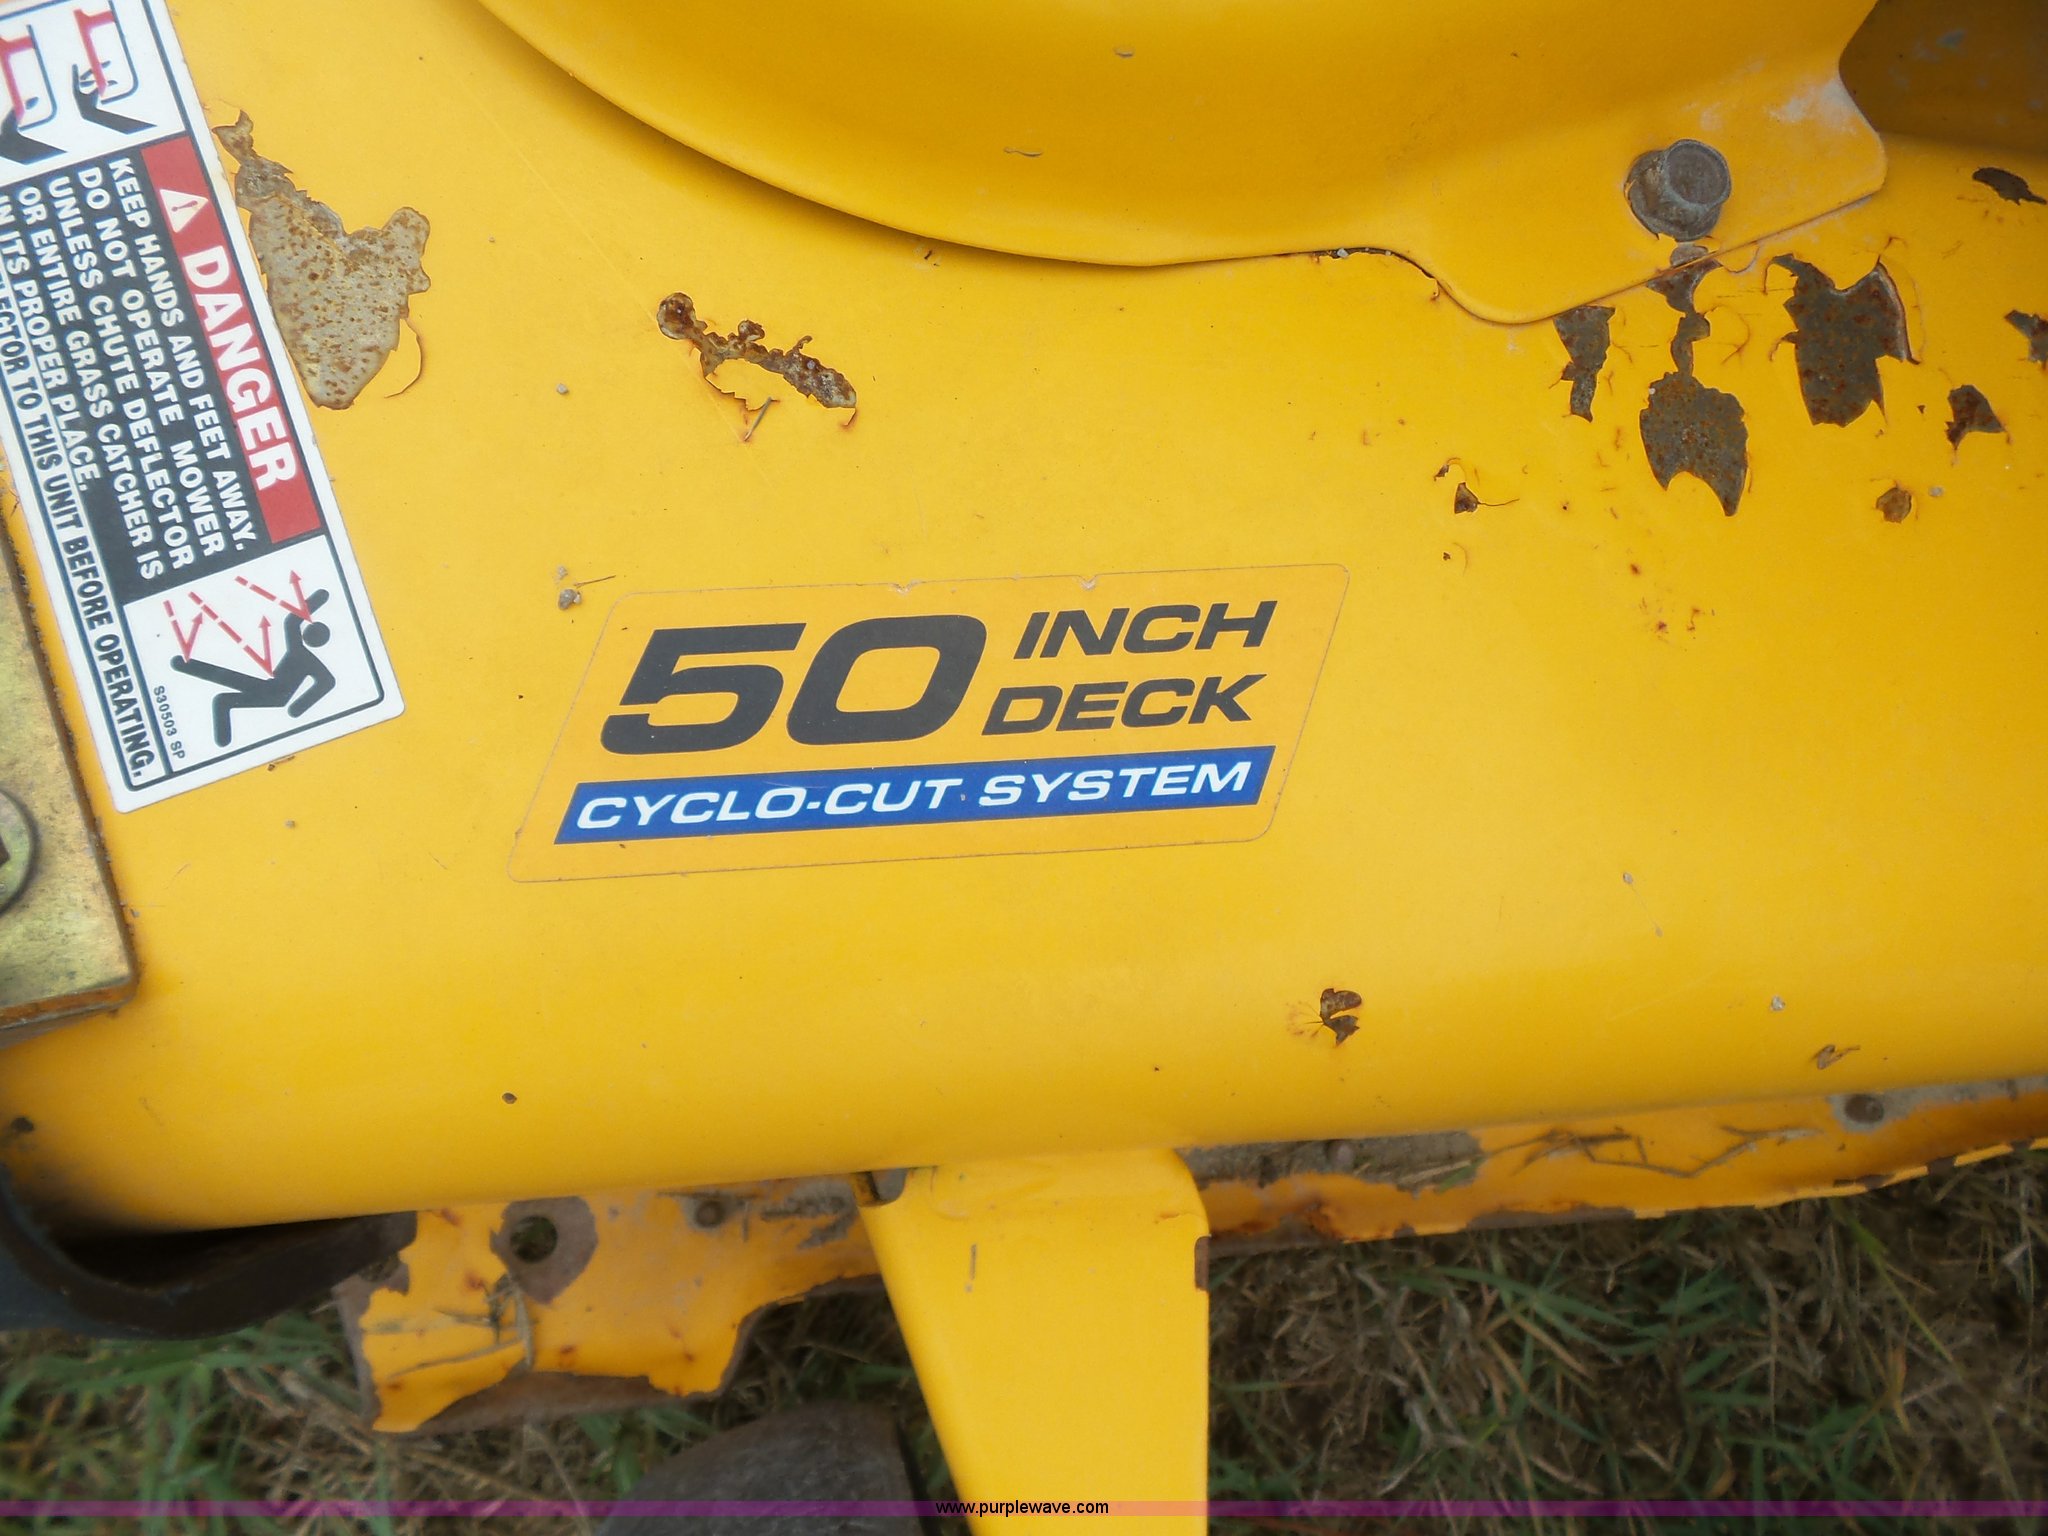 DANGER
KEEP HANDS AND FEET AWAY.
DO NOT OPERATE MOWER
UNLESS CHUTE DEFLECTOR
OR ENTIRE GRASS CATCHER IS
IN ITS PROPER PLACE.
TO THIS UNIT BEFORE OPERATING.
S30503 SP
50 INCH
DECK
CYCLO-CUT SYSTEM
www.purplewave.com